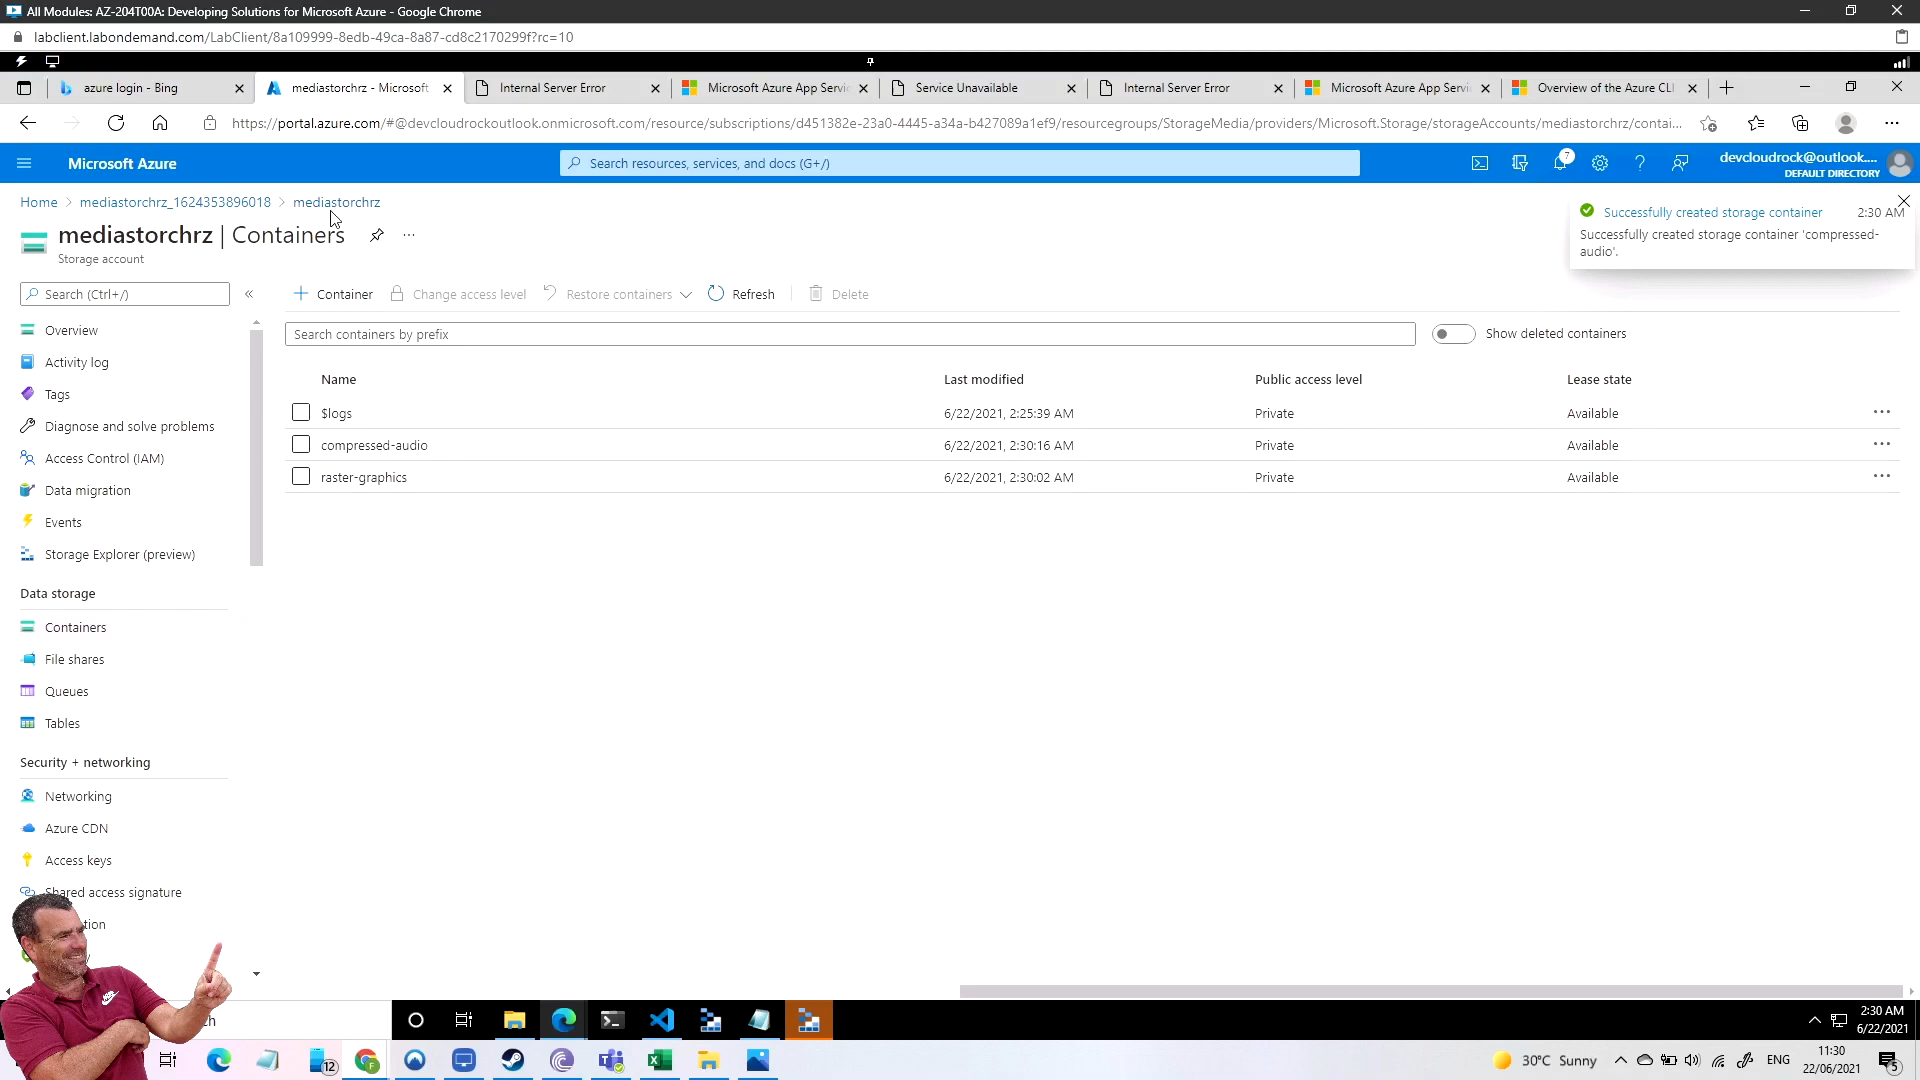 All Modules: AZ-204T00A: Developing Solutions for Microsoft Azure - Google Chrome
labclient.labondemand.com/LabClient/8a109999-8edb-49ca-8a87-cd8c2170299f?rc=10
azure login - Bing
mediastorchrz - Microsoft
Internal Server Error
Microsoft Azure App Servi
Service Unavailable
Internal Server Error
Microsoft Azure App Servi
Overview of the Azure CLI
https://portal.azure.com/#@devcloudrockoutlook.onmicrosoft.com/resource/subscriptions/d451382e-23a0-4445-a34a-b427089a1ef9/resourcegroups/StorageMedia/providers/Microsoft.Storage/storageAccounts/mediastorchrz/contai...
Microsoft Azure
Search resources, services, and docs (G+/)
7
devcloudrock@outlook....
DEFAULT DIRECTORY
Home > mediastorchrz_1624353896018 > mediastorchrz
mediastorchrz | Containers
Storage account
Successfully created storage container
2:30 AM
Successfully created storage container 'compressed-
audio'.
Search (Ctrl+/)
Container
Change access level
Restore containers
Refresh
Delete
Search containers by prefix
Show deleted containers
Name
Last modified
Public access level
Lease state
$logs
6/22/2021, 2:25:39 AM
Private
Available
compressed-audio
6/22/2021, 2:30:16 AM
Private
Available
raster-graphics
6/22/2021, 2:30:02 AM
Private
Available
Overview
Activity log
Tags
Diagnose and solve problems
Access Control (IAM)
Data migration
Events
Storage Explorer (preview)
Data storage
Containers
File shares
Queues
Tables
Security + networking
Networking
Azure CDN
Access keys
Shared access signature
tion
ch
2:30 AM
6/22/2021
12
30°C Sunny
ENG
11:30
22/06/2021
5